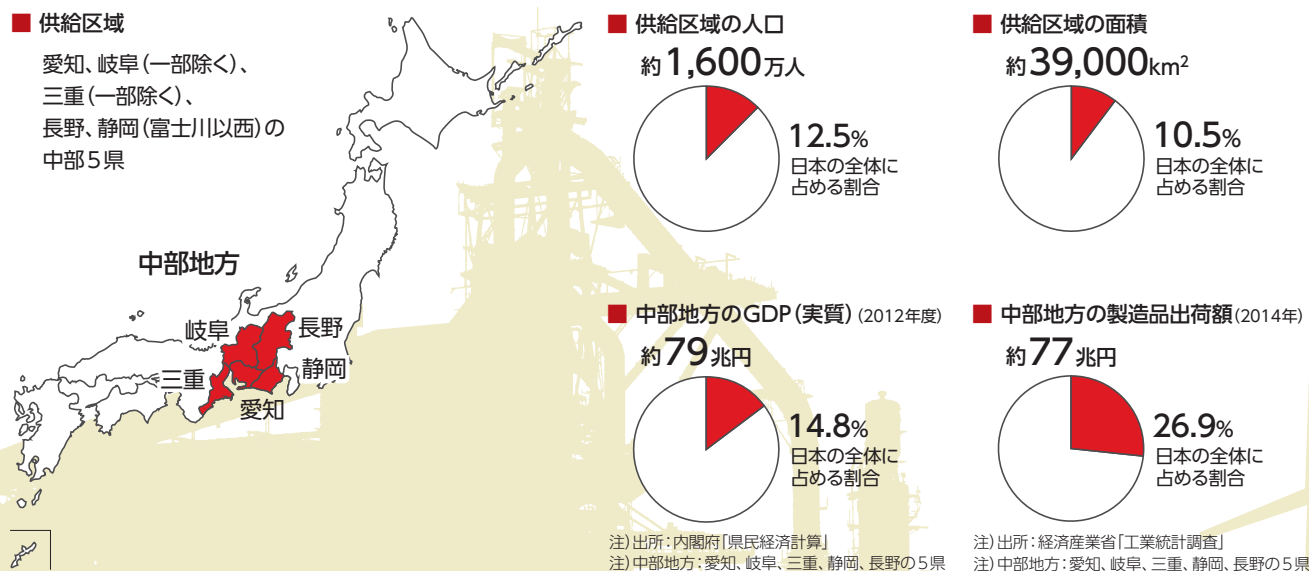 ■ 供給区域
愛知、岐阜(一部除く)、
三重(一部除く)、
長野、静岡(富士川以西)の
中部5県
中部地方
岐阜
長野
三重
静岡
愛知
■ 供給区域の人口
約1,600万人
12.5%
日本の全体に
占める割合
■ 供給区域の面積
約39,000km²
10.5%
日本の全体に
占める割合
■ 中部地方のGDP(実質)(2012年度)
約79兆円
14.8%
日本の全体に
占める割合
注)出所:内閣府「県民経済計算」
注)中部地方:愛知、岐阜、三重、静岡、長野の5県
■ 中部地方の製造品出荷額(2014年)
約77兆円
26.9%
日本の全体に
占める割合
注)出所:経済産業省「工業統計調査」
注)中部地方:愛知、岐阜、三重、静岡、長野の5県